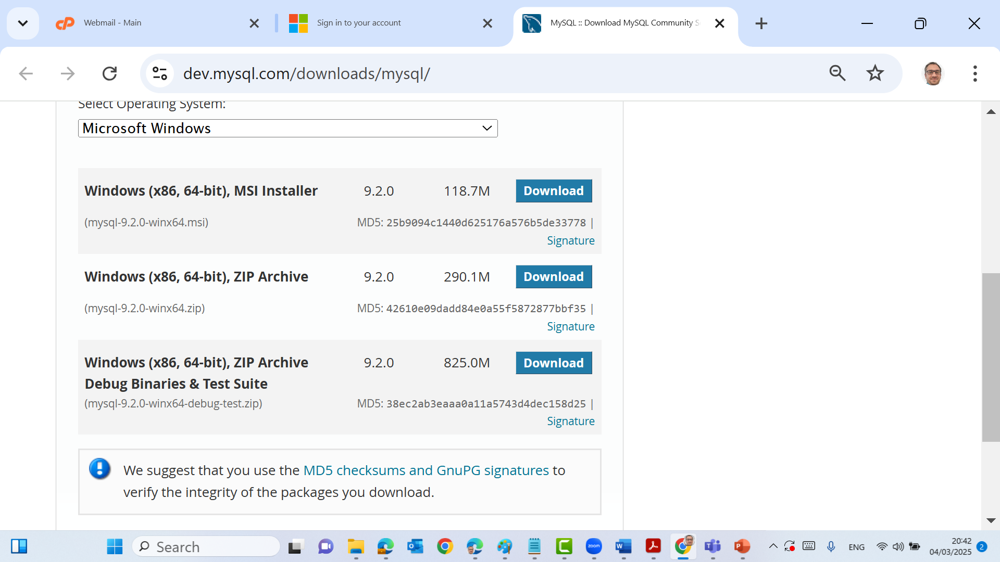 Webmail - Main
Sign in to your account
MySQL :: Download MySQL Community S
dev.mysql.com/downloads/mysql/
Select Operating System:
Microsoft Windows
Windows (x86, 64-bit), MSI Installer 9.2.0 118.7M Download
(mysql-9.2.0-winx64.msi) MD5: 25b9094c1440d625176a576b5de33778 |
Signature
Windows (x86, 64-bit), ZIP Archive 9.2.0 290.1M Download
(mysql-9.2.0-winx64.zip) MD5: 42610e09dadd84e0a55f5872877bbf35 |
Signature
Windows (x86, 64-bit), ZIP Archive 9.2.0 825.0M Download
Debug Binaries & Test Suite
(mysql-9.2.0-winx64-debug-test.zip) MD5: 38ec2ab3eaaa0a11a5743d4dec158d25 |
Signature
We suggest that you use the MD5 checksums and GnuPG signatures to
verify the integrity of the packages you download.
Search
zoom
ENG
20:42
04/03/2025
2